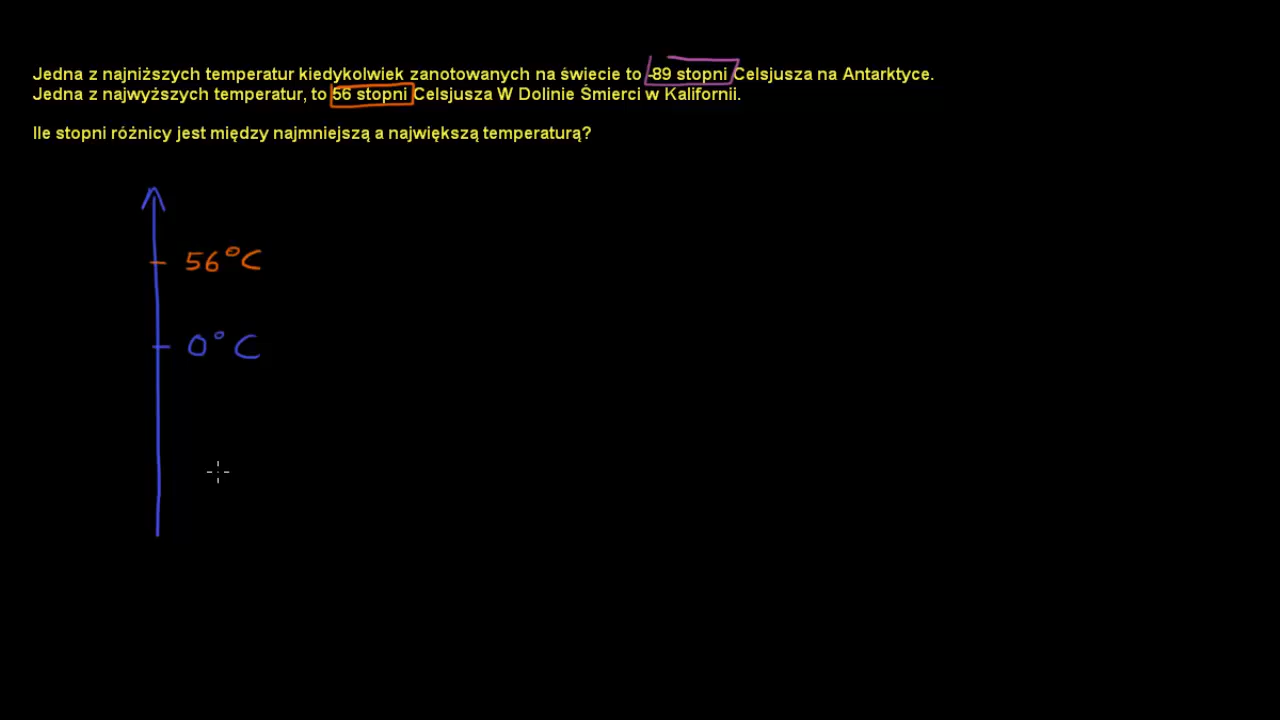 Jedna z najniższych temperatur kiedykolwiek zanotowanych na świecie to -89 stopni Celsjusza na Antarktyce.
Jedna z najwyższych temperatur, to 56 stopni Celsjusza W Dolinie Śmierci w Kalifornii.
Ile stopni różnicy jest między najmniejszą a największą temperaturą?
56°C
0°C